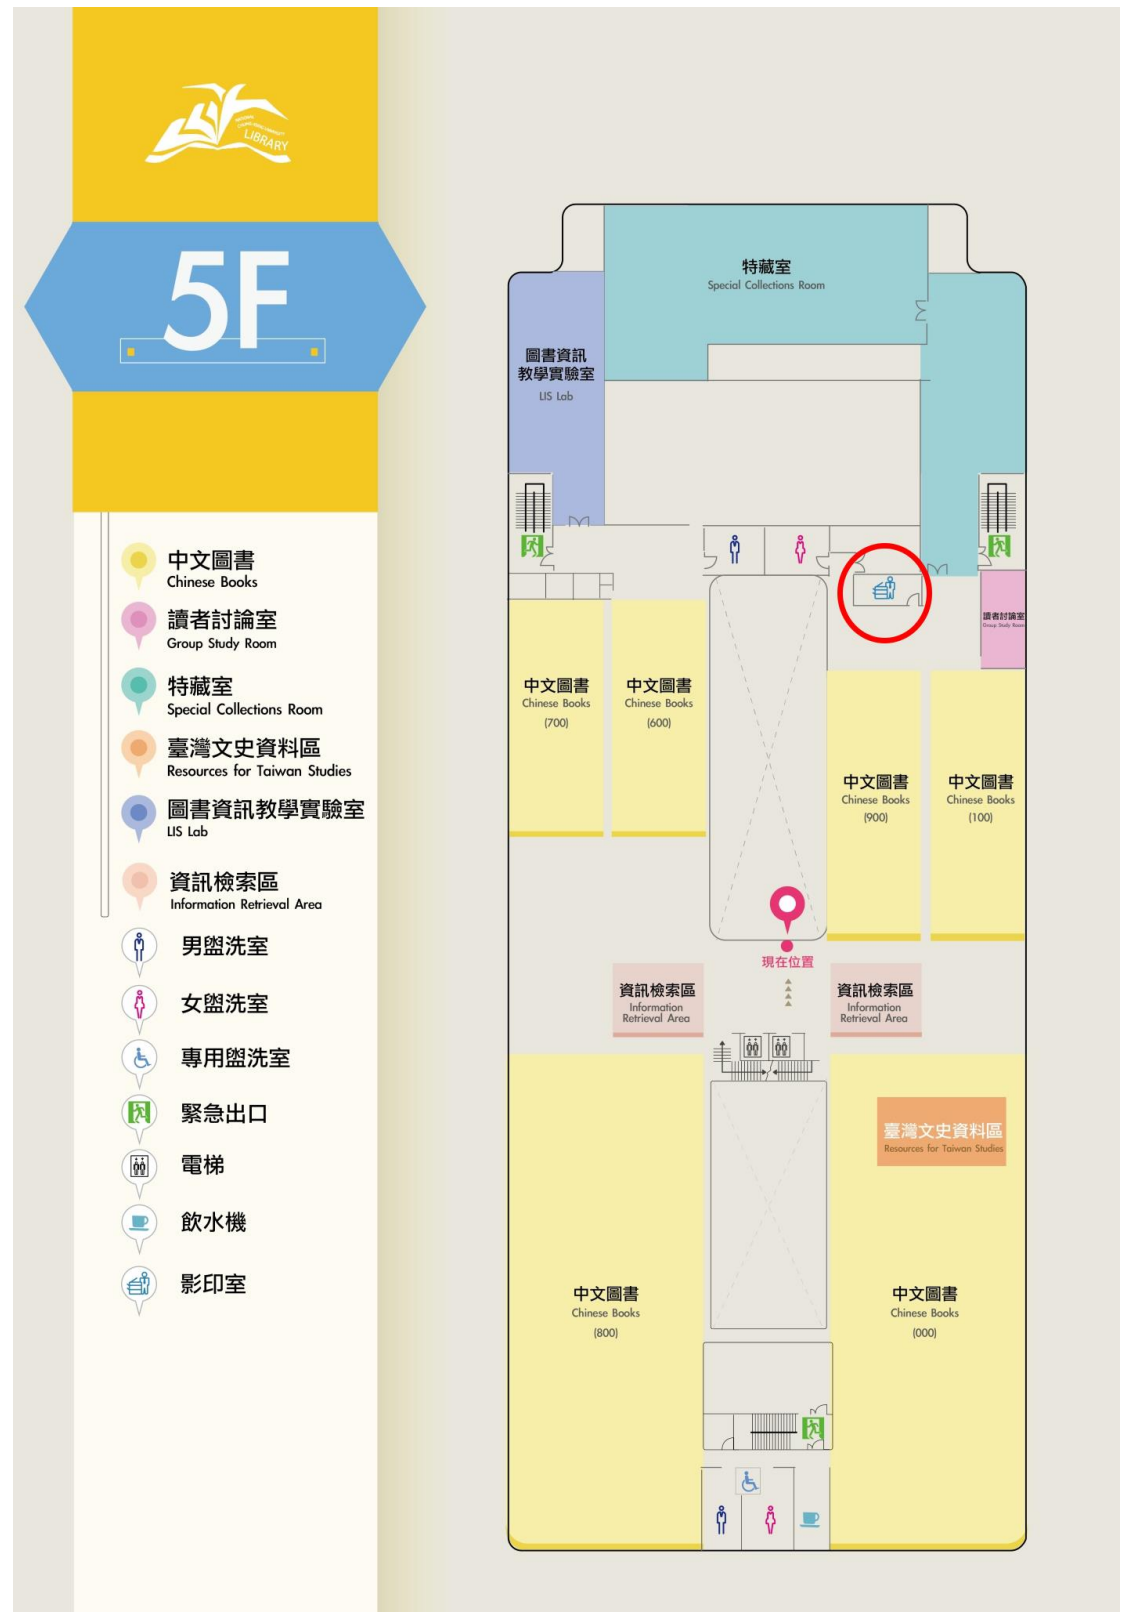 LIBRARY
5F
中文圖書
Chinese Books
讀者討論室
Group Study Room
特藏室
Special Collections Room
臺灣文史資料區
Resources for Taiwan Studies
圖書資訊教學實驗室
LIS Lab
資訊檢索區
Information Retrieval Area
男盥洗室
女盥洗室
專用盥洗室
緊急出口
電梯
飲水機
影印室
特藏室
Special Collections Room
圖書資訊
教學實驗室
LIS Lab
讀者討論室
Group Study Room
中文圖書
Chinese Books
(700)
中文圖書
Chinese Books
(600)
中文圖書
Chinese Books
(900)
中文圖書
Chinese Books
(100)
現在位置
資訊檢索區
Information
Retrieval Area
資訊檢索區
Information
Retrieval Area
臺灣文史資料區
Resources for Taiwan Studies
中文圖書
Chinese Books
(800)
中文圖書
Chinese Books
(000)